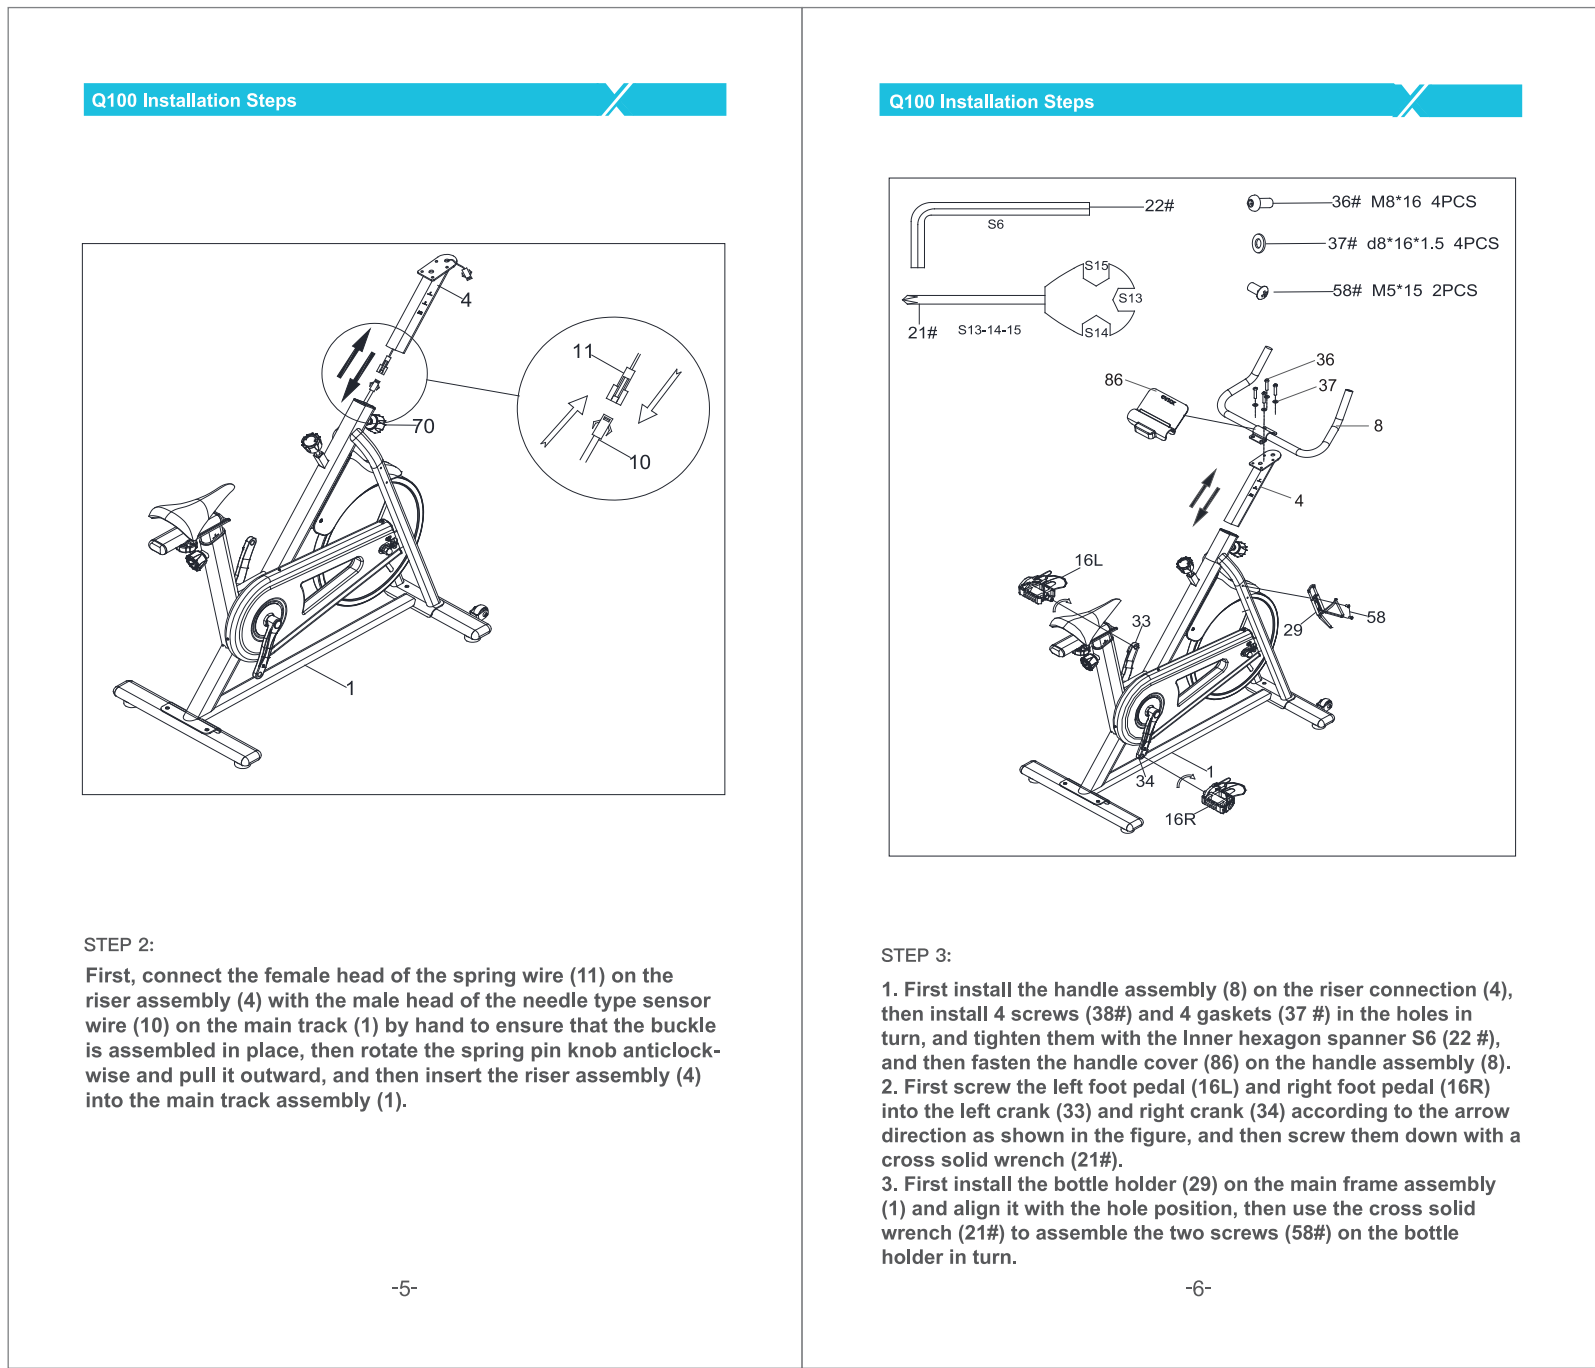 Q100 Installation Steps
4
11
70
10
1
STEP 2:
First, connect the female head of the spring wire (11) on the
riser assembly (4) with the male head of the needle type sensor
wire (10) on the main track (1) by hand to ensure that the buckle
is assembled in place, then rotate the spring pin knob anticlock-
wise and pull it outward, and then insert the riser assembly (4)
into the main track assembly (1).
-5-
Q100 Installation Steps
22#
S6
36# M8*16 4PCS
37# d8*16*1.5 4PCS
58# M5*15 2PCS
S15
S13
S14
21#
S13-14-15
36
86
37
8
4
16L
33
29
58
34
1
16R
STEP 3:
1. First install the handle assembly (8) on the riser connection (4),
then install 4 screws (38#) and 4 gaskets (37 #) in the holes in
turn, and tighten them with the Inner hexagon spanner S6 (22 #),
and then fasten the handle cover (86) on the handle assembly (8).
2. First screw the left foot pedal (16L) and right foot pedal (16R)
into the left crank (33) and right crank (34) according to the arrow
direction as shown in the figure, and then screw them down with a
cross solid wrench (21#).
3. First install the bottle holder (29) on the main frame assembly
(1) and align it with the hole position, then use the cross solid
wrench (21#) to assemble the two screws (58#) on the bottle
holder in turn.
-6-